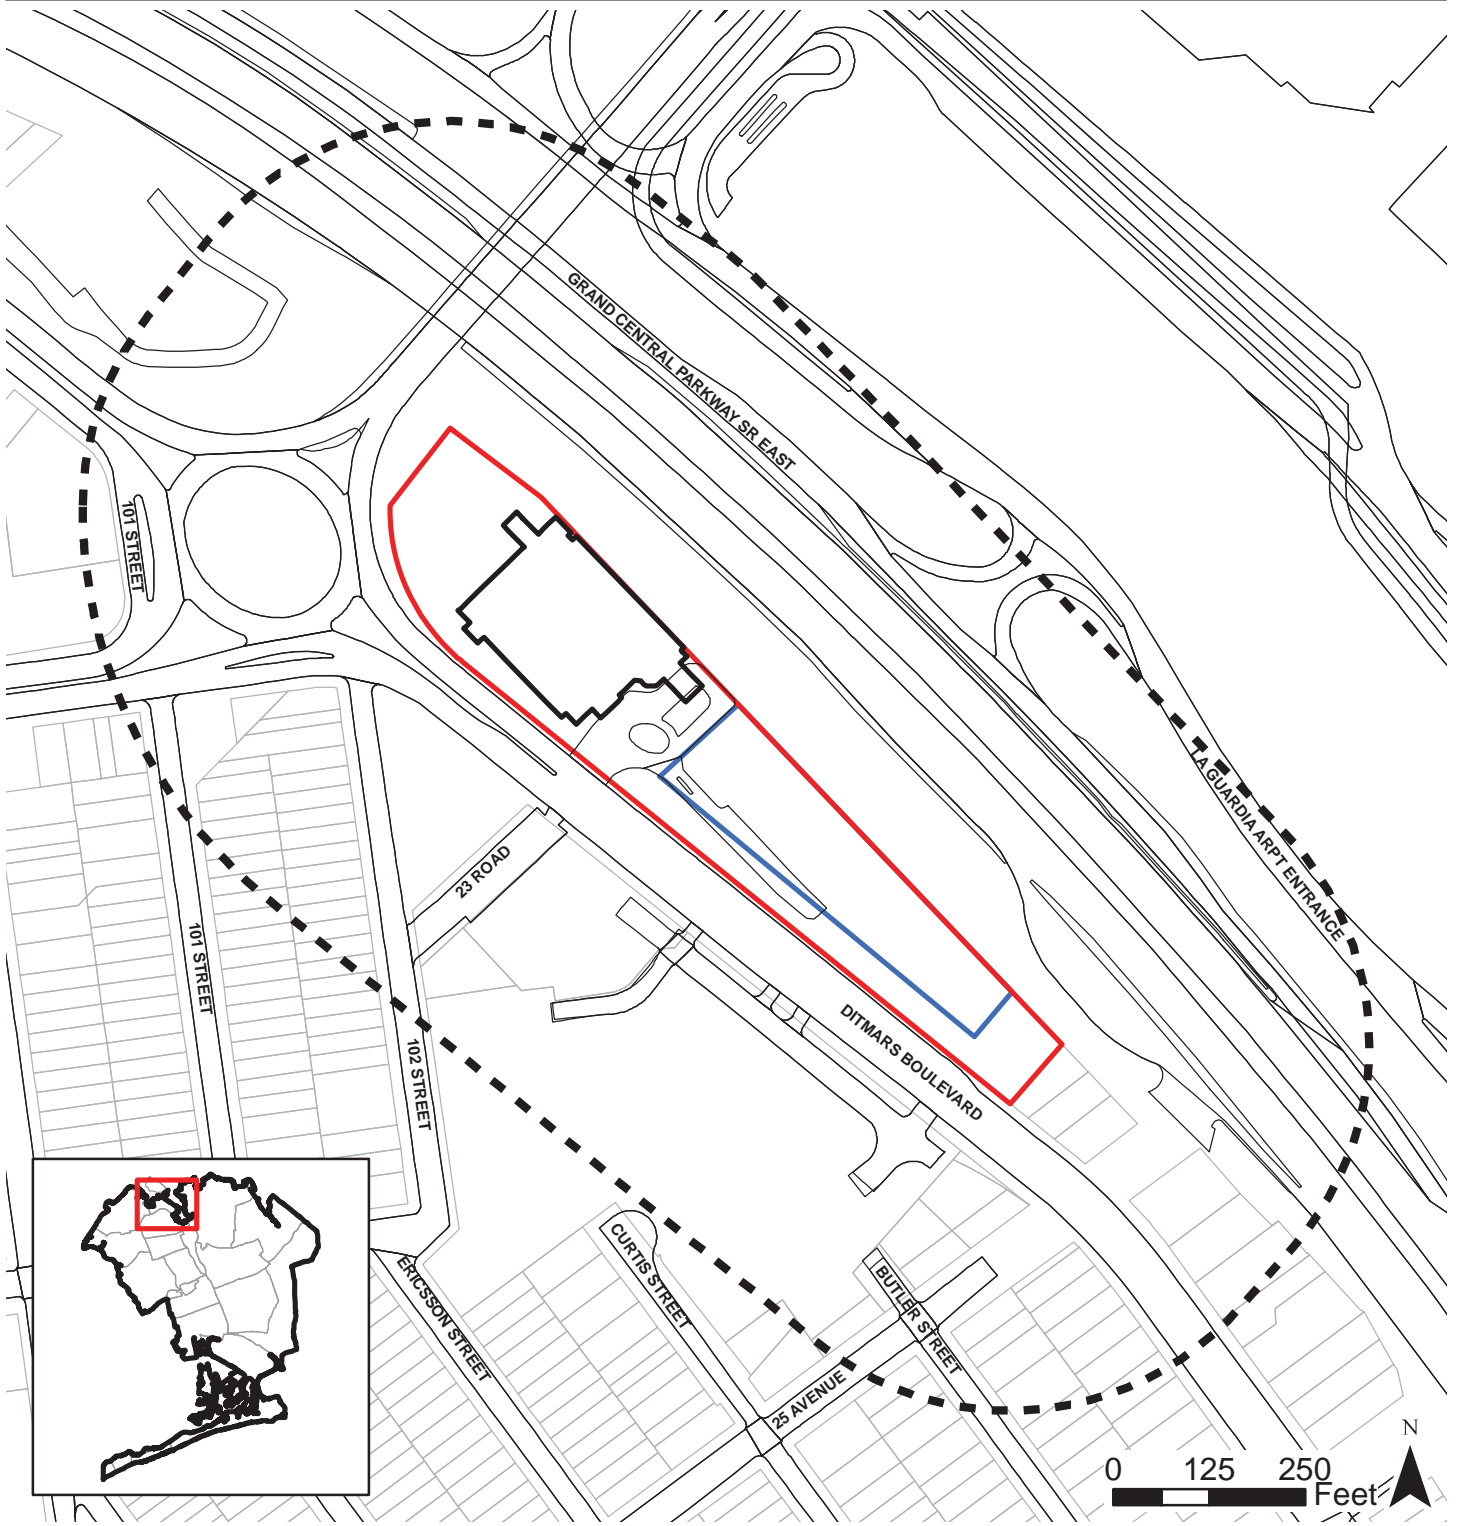 GRAND CENTRAL PARKWAY SR EAST
101 STREET
LA GUARDIA ARPT ENTRANCE
23 ROAD
101 STREET
DITMARS BOULEVARD
102 STREET
CURTIS STREET
ERICSSON STREET
BUTLER STREET
25 AVENUE
N
0 125 250
Feet